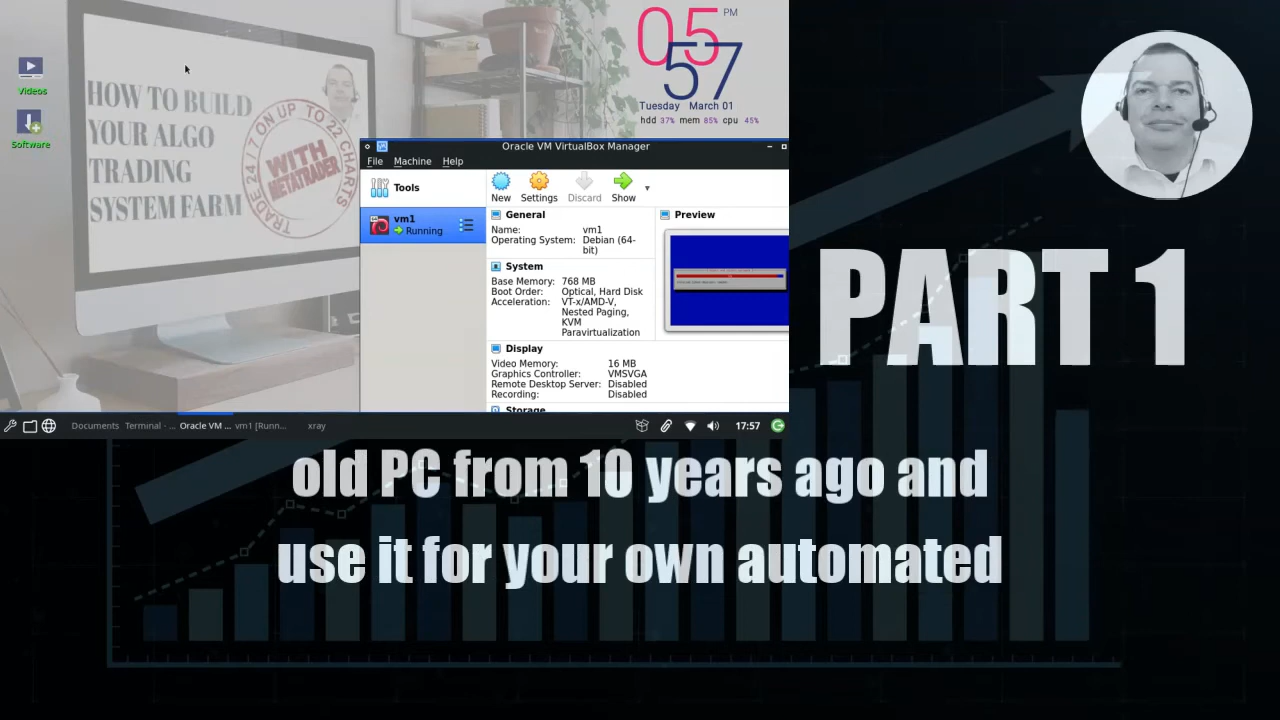 05
PM
57
Tuesday March 01
hdd 37% mem 85% cpu 45%
Videos
Software
HOW TO BUILD
YOUR ALGO
TRADING
SYSTEM FARM
TRADE 24/7 ON UP TO 22 CHARTS
WITH
METATRADER
Oracle VM VirtualBox Manager
File Machine Help
Tools
New Settings Discard Show
vm1
Running
General
Name: vm1
Operating System: Debian (64-
bit)
System
Base Memory: 768 MB
Boot Order: Optical, Hard Disk
Acceleration: VT-x/AMD-V,
Nested Paging,
KVM
Paravirtualization
Display
Video Memory: 16 MB
Graphics Controller: VMSVGA
Remote Desktop Server: Disabled
Recording: Disabled
Storage
Preview
Documents Terminal - ... Oracle VM ... vm1 [Runn... xray
17:57
PART 1
old PC from 10 years ago and
use it for your own automated